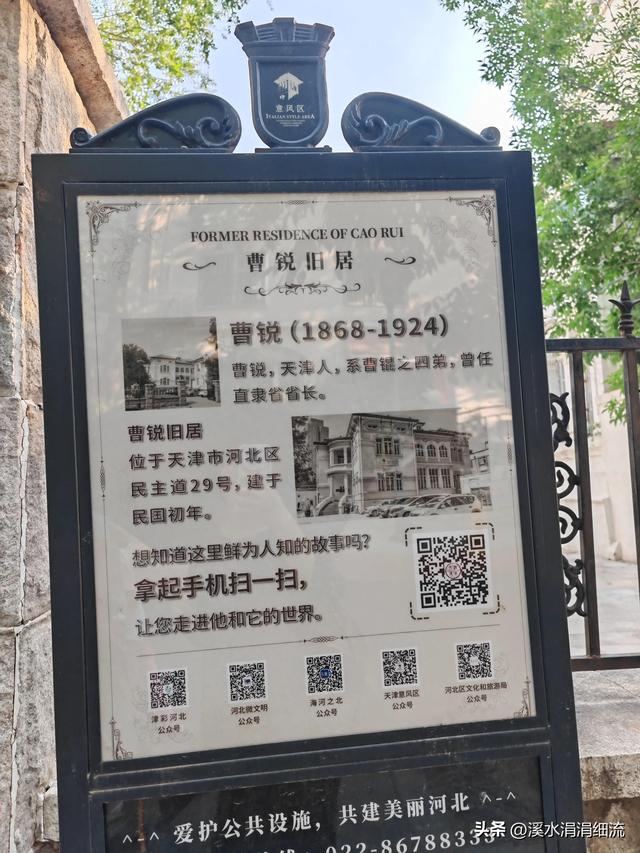 意风区
ITALIAN STYLE AREA
FORMER RESIDENCE OF CAO RUI
曹锐旧居
曹锐（1868-1924）
曹锐，天津人，系曹锟之四弟，曾任
直隶省省长。
曹锐旧居
位于天津市河北区
民主道29号，建于
民国初年。
想知道这里鲜为人知的故事吗？
拿起手机扫一扫，
让您走进他和它的世界。
津彩河北
公众号
河北微文明
公众号
海河之北
公众号
天津意风区
公众号
河北区文化和旅游局
公众号
^-^ 爱护公共设施，共建美丽河北 ^-^
022-8678833
头条 @溪水涓涓细流